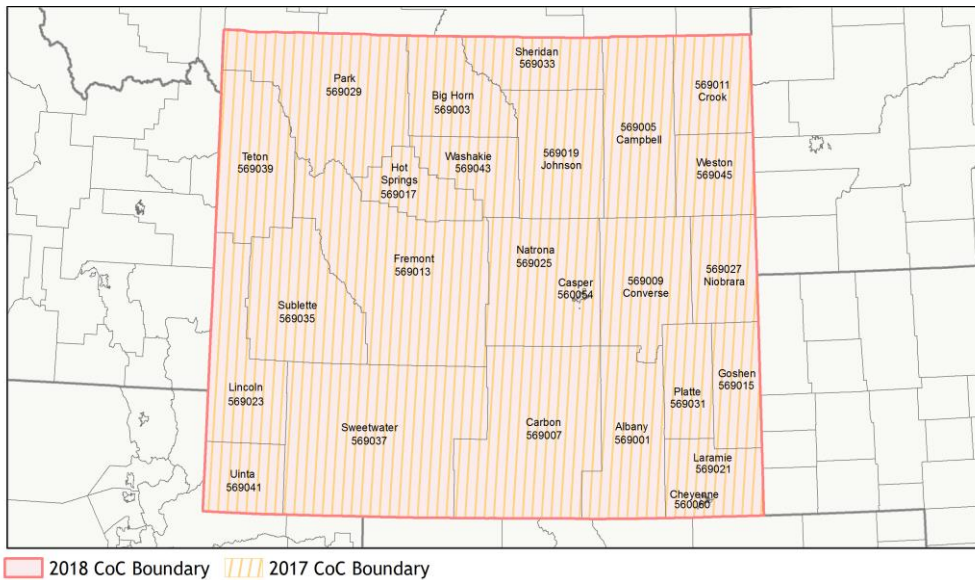 Sheridan
569033
Park
569029
Big Horn
569003
569011
Crook
569005
Campbell
Teton
569039
Hot
Springs
569017
Washakie
569043
569019
Johnson
Weston
569045
Fremont
569013
Natrona
569025
Casper
560054
569009
Converse
569027
Niobrara
Sublette
569035
Lincoln
569023
Sweetwater
569037
Carbon
569007
Albany
569001
Platte
569031
Goshen
569015
Uinta
569041
Laramie
569021
Cheyenne
560060
2018 CoC Boundary
2017 CoC Boundary